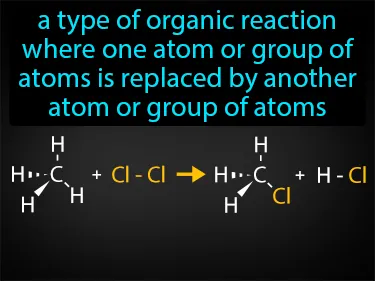 a type of organic reaction
where one atom or group of
atoms is replaced by another
atom or group of atoms
H H
H C + Cl - Cl → H C + H - Cl
H H H Cl